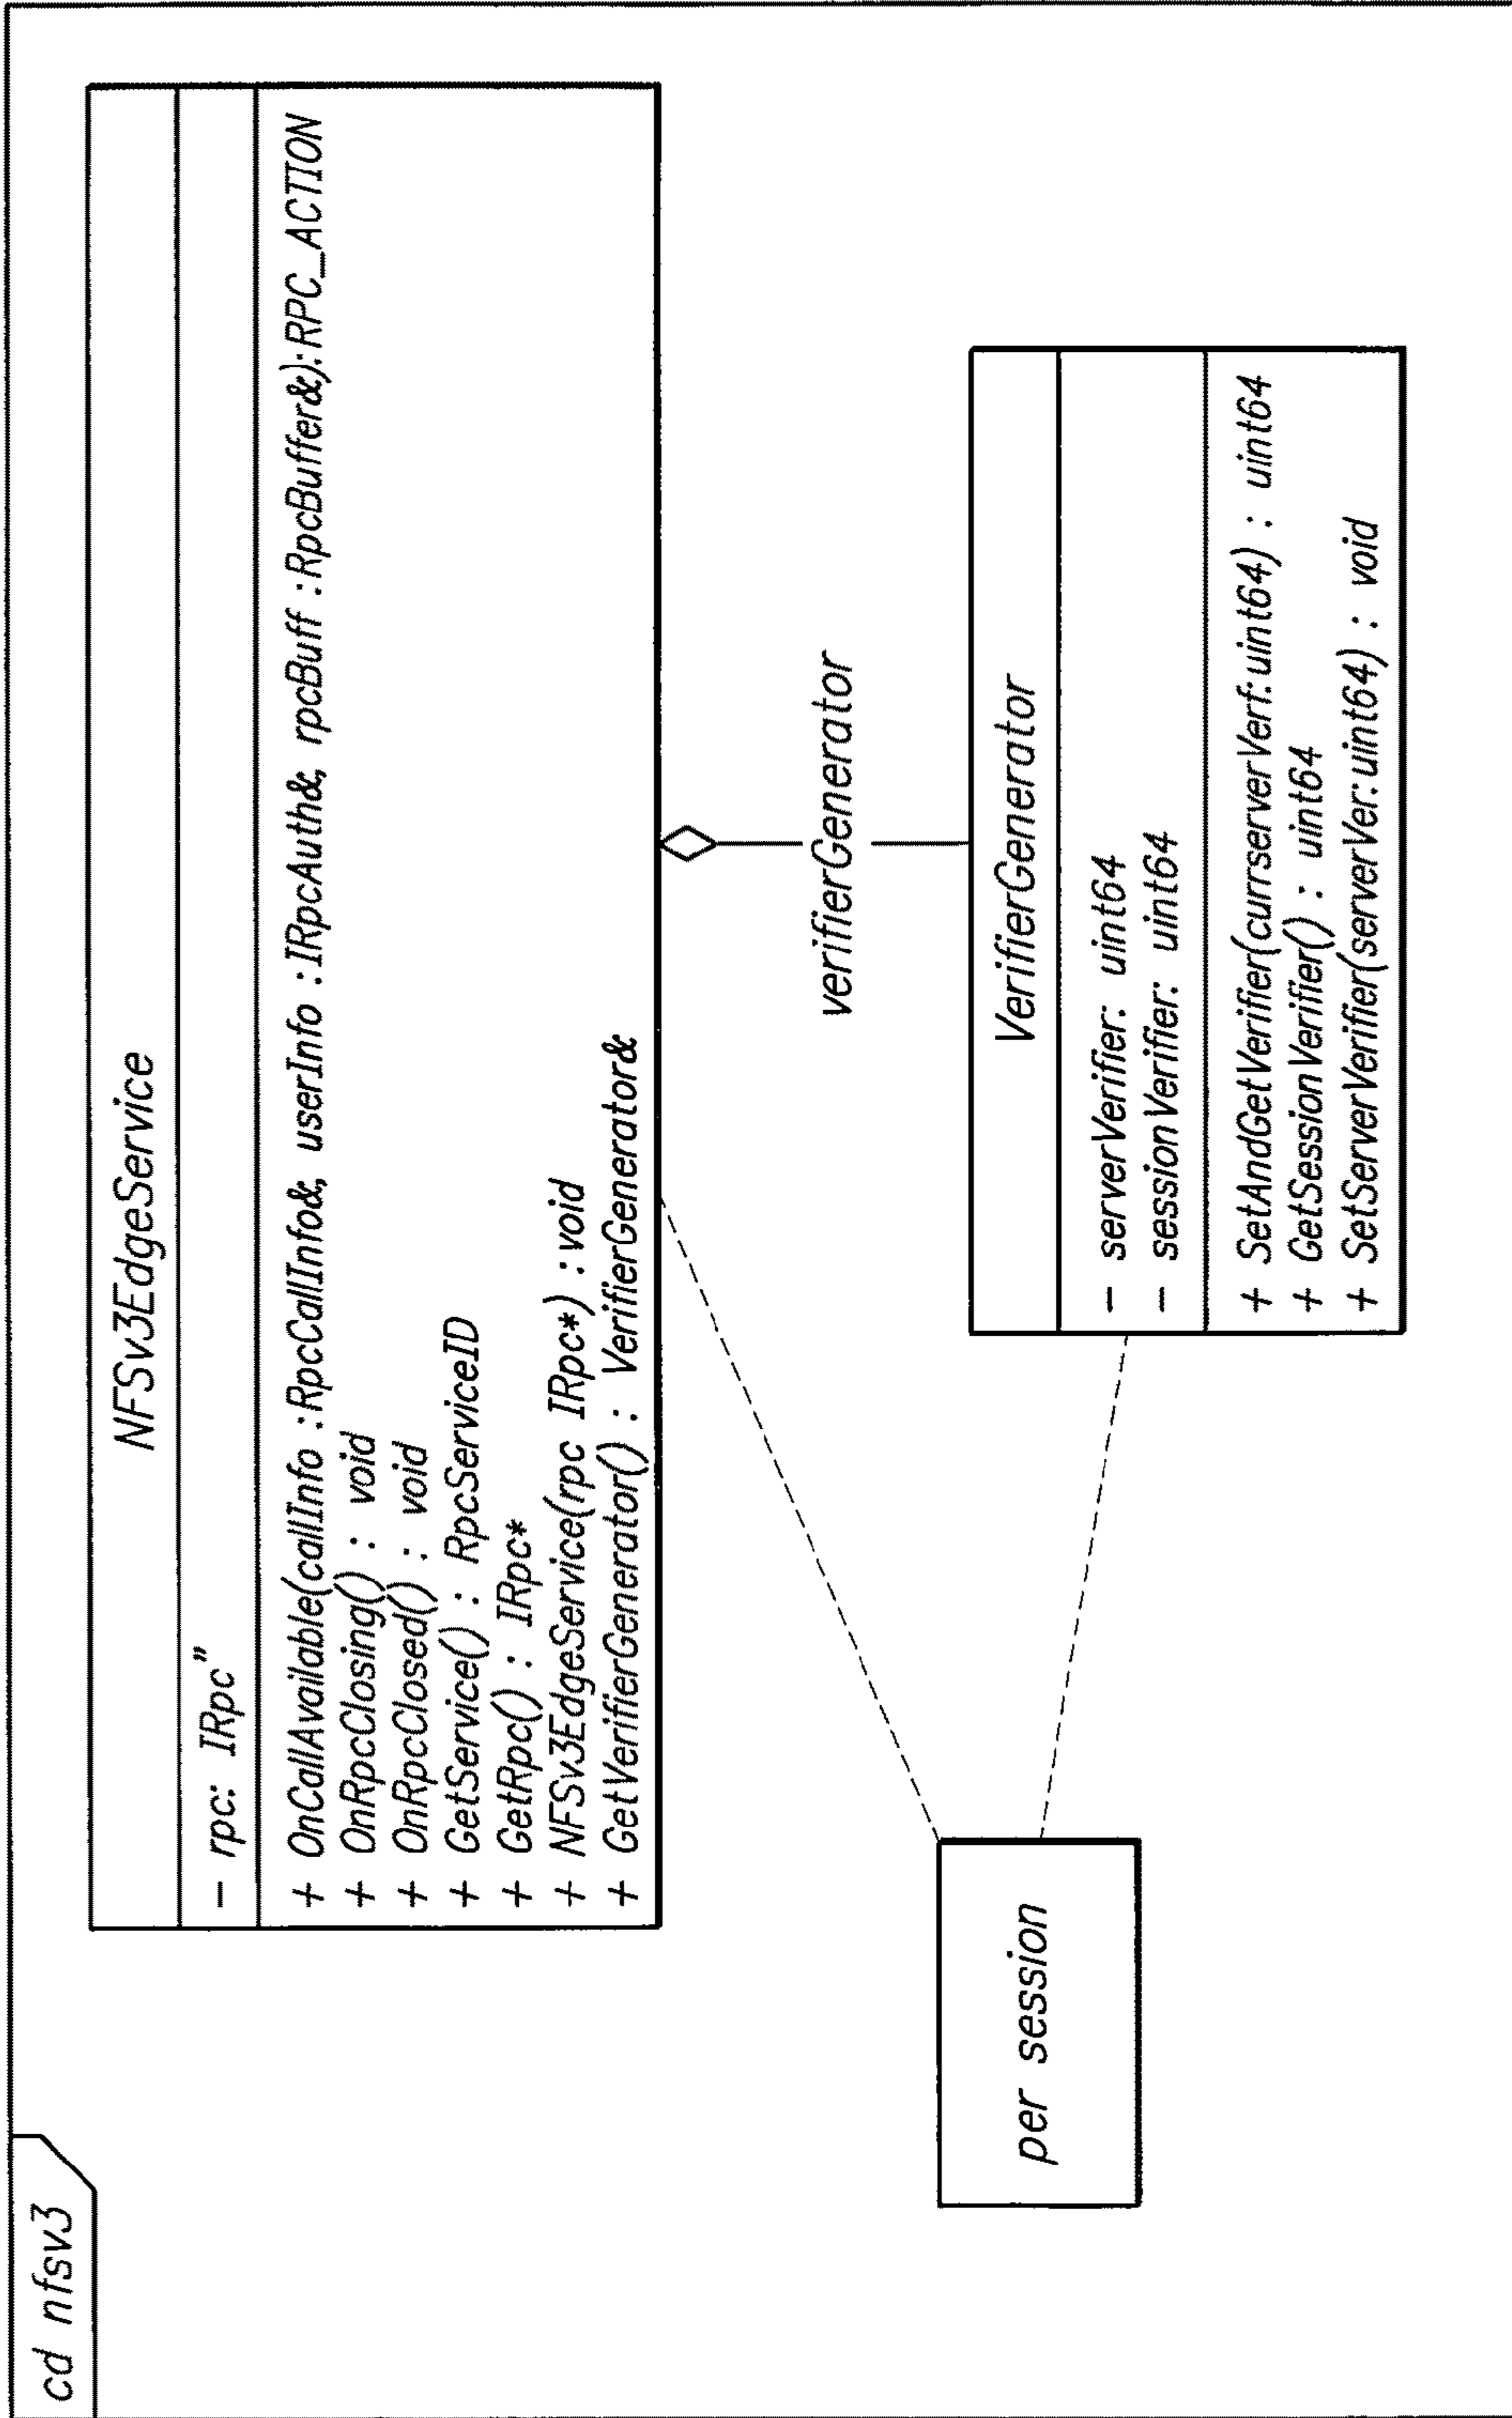 cd nfsv3
NFSv3EdgeService
- rpc: IRpc"
+ OnCallAvailable(callInfo :RpcCallInfo&, userInfo :IRpcAuth&, rpcBuff :RpcBuffer&):RPC_ACTION
+ OnRpcClosing() : void
+ OnRpcClosed() : void
+ GetService() : RpcServiceID
+ GetRpc() : IRpc*
+ NFSv3EdgeService(rpc IRpc*) : void
+ GetVerifierGenerator() : VerifierGenerator&
verifierGenerator
per session
VerifierGenerator
- serverVerifier: uint64
- sessionVerifier: uint64
+ SetAndGetVerifier(currserverVerf: uint64) : uint64
+ GetSessionVerifier() : uint64
+ SetServerVerifier(serverVer: uint64) : void